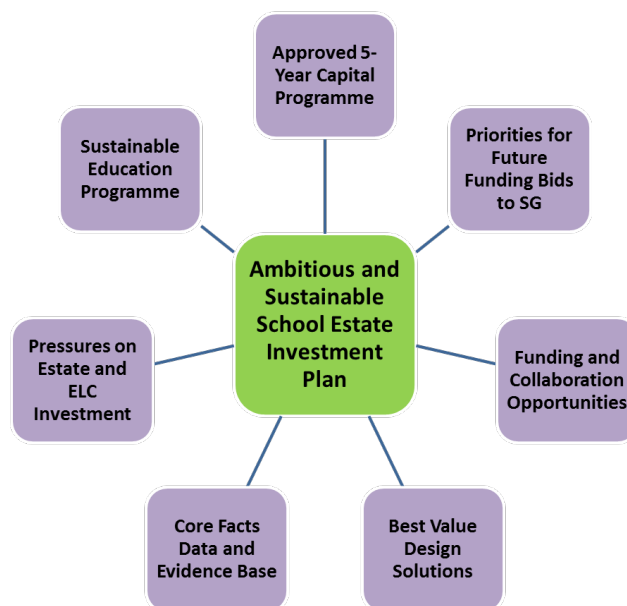 Approved 5-
Year Capital
Programme
Sustainable
Education
Programme
Priorities for
Future
Funding Bids
to SG
Ambitious and
Sustainable
School Estate
Investment
Plan
Pressures on
Estate and
ELC
Investment
Funding and
Collaboration
Opportunities
Core Facts
Data and
Evidence Base
Best Value
Design
Solutions